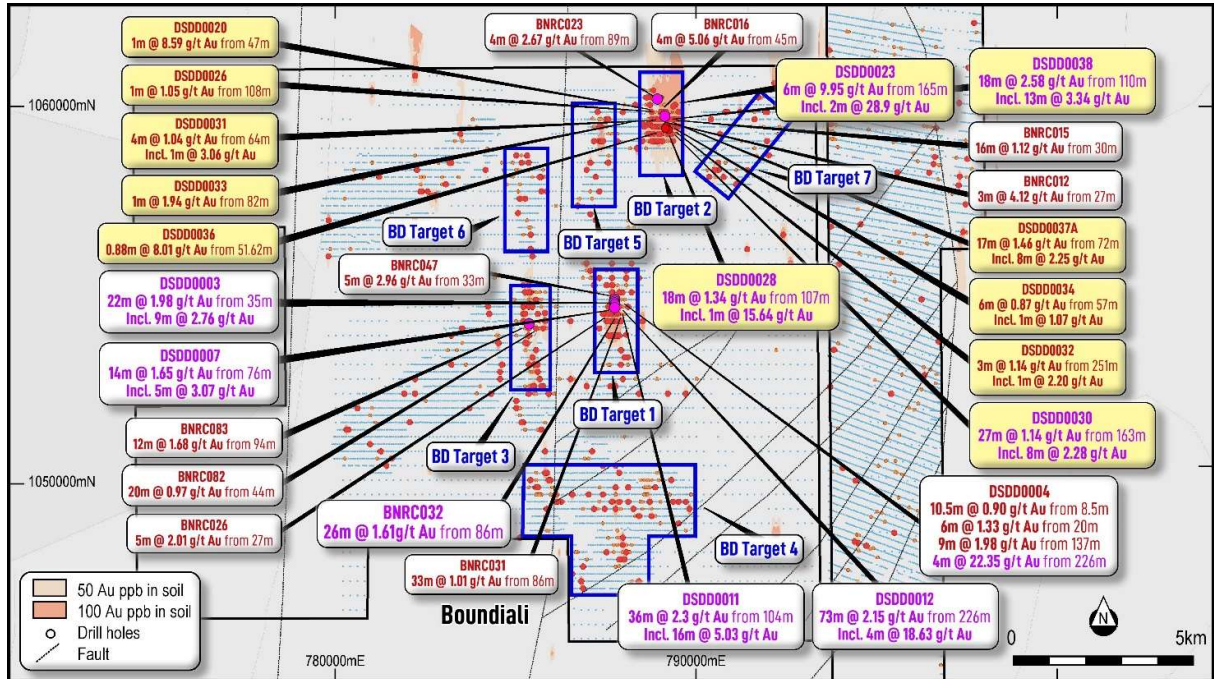 DSDD0020
1m @ 8.59 g/t Au from 47m
DSDD0026
1m @ 1.05 g/t Au from 108m
DSDD0031
4m @ 1.04 g/t Au from 64m
Incl. 1m @ 3.06 g/t Au
DSDD0033
1m @ 1.94 g/t Au from 82m
DSDD0036
0.88m @ 8.01 g/t Au from 51.62m
DSDD0003
22m @ 1.98 g/t Au from 35m
Incl. 9m @ 2.76 g/t Au
DSDD0007
14m @ 1.65 g/t Au from 76m
Incl. 5m @ 3.07 g/t Au
BNRC083
12m @ 1.68 g/t Au from 94m
BNRC082
20m @ 0.97 g/t Au from 44m
BNRC026
5m @ 2.01 g/t Au from 27m
BNRC023
4m @ 2.67 g/t Au from 89m
BNRC016
4m @ 5.06 g/t Au from 45m
DSDD0023
6m @ 9.95 g/t Au from 165m
Incl. 2m @ 28.9 g/t Au
DSDD0038
18m @ 2.58 g/t Au from 110m
Incl. 13m @ 3.34 g/t Au
BNRC015
16m @ 1.12 g/t Au from 30m
BNRC012
3m @ 4.12 g/t Au from 27m
DSDD0037A
17m @ 1.46 g/t Au from 72m
Incl. 8m @ 2.25 g/t Au
DSDD0034
6m @ 0.87 g/t Au from 57m
Incl. 1m @ 1.07 g/t Au
DSDD0032
3m @ 1.14 g/t Au from 251m
Incl. 1m @ 2.20 g/t Au
DSDD0030
27m @ 1.14 g/t Au from 163m
Incl. 8m @ 2.28 g/t Au
DSDD0004
10.5m @ 0.90 g/t Au from 8.5m
6m @ 1.33 g/t Au from 20m
9m @ 1.98 g/t Au from 137m
4m @ 22.35 g/t Au from 226m
BD Target 7
BD Target 2
BD Target 6
BD Target 5
BNRC047
5m @ 2.96 g/t Au from 33m
DSDD0028
18m @ 1.34 g/t Au from 107m
Incl. 1m @ 15.64 g/t Au
BD Target 1
BD Target 3
BNRC032
26m @ 1.61g/t Au from 86m
BD Target 4
BNRC031
33m @ 1.01 g/t Au from 86m
DSDD0011
36m @ 2.3 g/t Au from 104m
Incl. 16m @ 5.03 g/t Au
DSDD0012
73m @ 2.15 g/t Au from 226m
Incl. 4m @ 18.63 g/t Au
Boundiali
1060000mN
1050000mN
780000mE
790000mE
50 Au ppb in soil
100 Au ppb in soil
Drill holes
Fault
N
0 5km